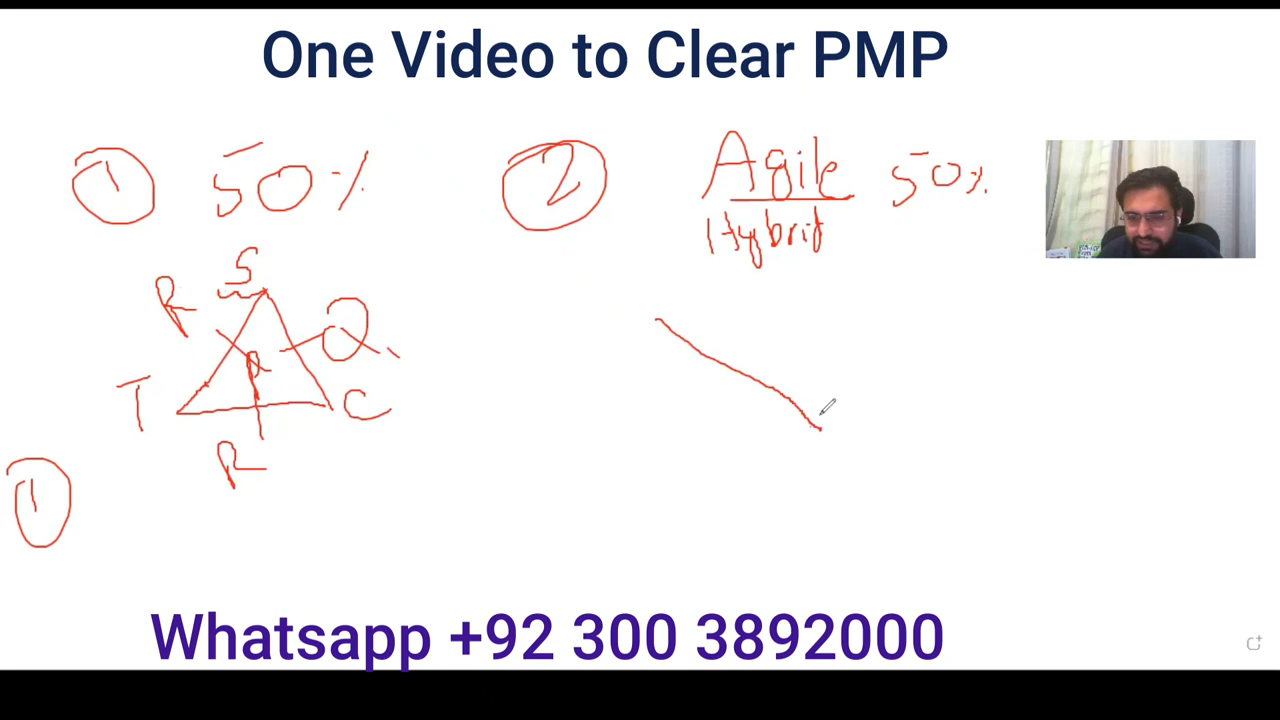 One Video to Clear PMP
1 50% 2 Agile 50%
Hybrid
S
R Q
T R C
R
1
Whatsapp +92 300 3892000